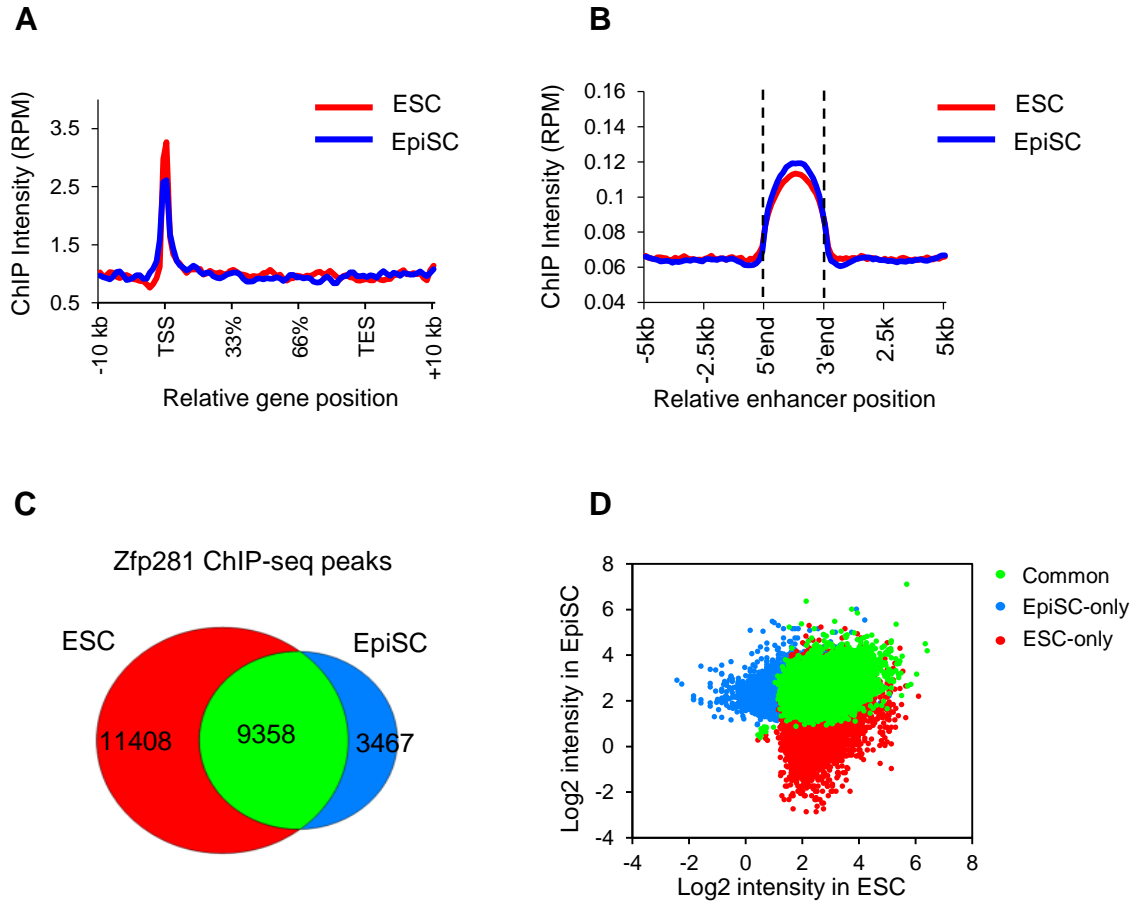 A
ChIP Intensity (RPM)
3.5
2.5
1.5
0.5
ESC
EpiSC
-10 kb
TSS
33%
66%
TES
+10 kb
Relative gene position
B
ChIP Intensity (RPM)
0.16
0.14
0.12
0.10
0.08
0.06
0.04
ESC
EpiSC
-5kb
-2.5kb
5'end
3'end
2.5k
5kb
Relative enhancer position
C
Zfp281 ChIP-seq peaks
ESC
EpiSC
11408
9358
3467
D
Log2 intensity in EpiSC
8
6
4
2
0
-2
-4
-4
-2
0
2
4
6
8
Log2 intensity in ESC
Common
EpiSC-only
ESC-only